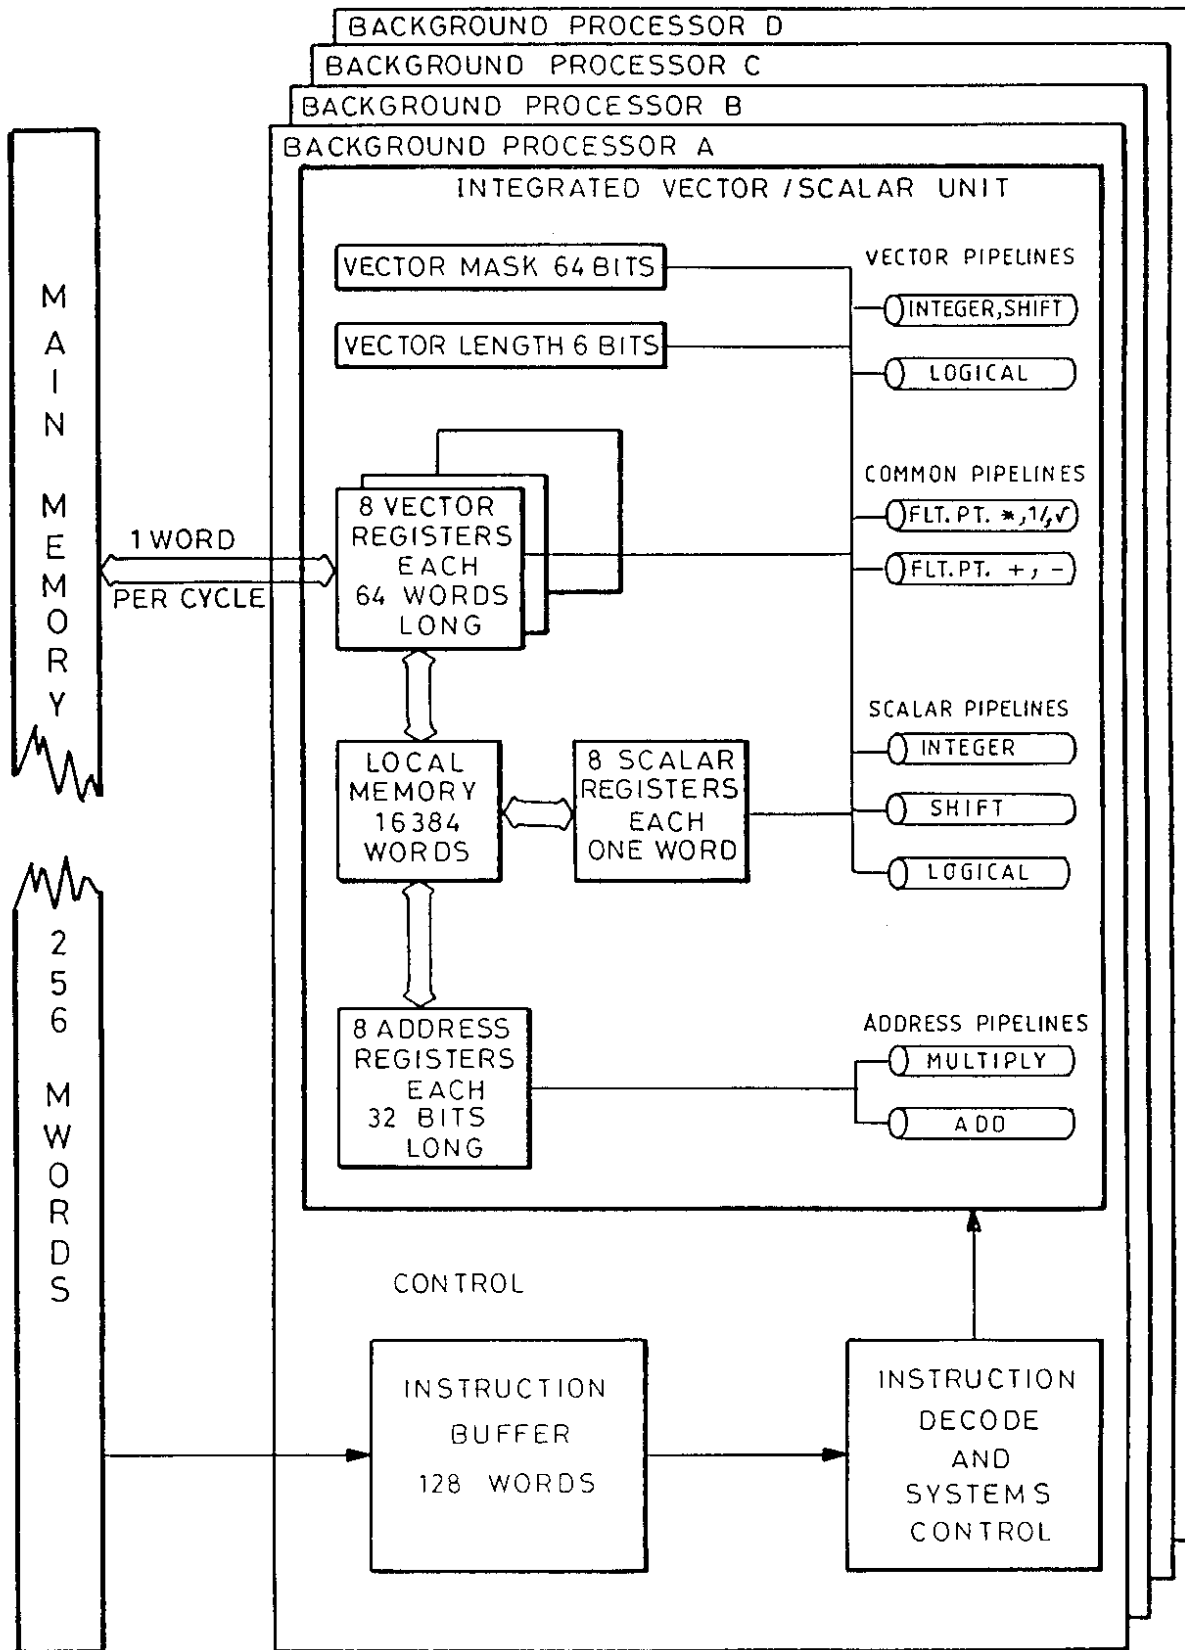 BACKGROUND PROCESSOR D
BACKGROUND PROCESSOR C
BACKGROUND PROCESSOR B
BACKGROUND PROCESSOR A
INTEGRATED VECTOR / SCALAR UNIT
MAIN MEMORY
256 MWORDS
1 WORD
PER CYCLE
VECTOR MASK 64 BITS
VECTOR LENGTH 6 BITS
8 VECTOR
REGISTERS
EACH
64 WORDS
LONG
LOCAL
MEMORY
16384
WORDS
8 SCALAR
REGISTERS
EACH
ONE WORD
8 ADDRESS
REGISTERS
EACH
32 BITS
LONG
VECTOR PIPELINES
INTEGER,SHIFT
LOGICAL
COMMON PIPELINES
FLT. PT. *,1/,√
FLT. PT. +, -
SCALAR PIPELINES
INTEGER
SHIFT
LOGICAL
ADDRESS PIPELINES
MULTIPLY
ADD
CONTROL
INSTRUCTION
BUFFER
128 WORDS
INSTRUCTION
DECODE
AND
SYSTEMS
CONTROL